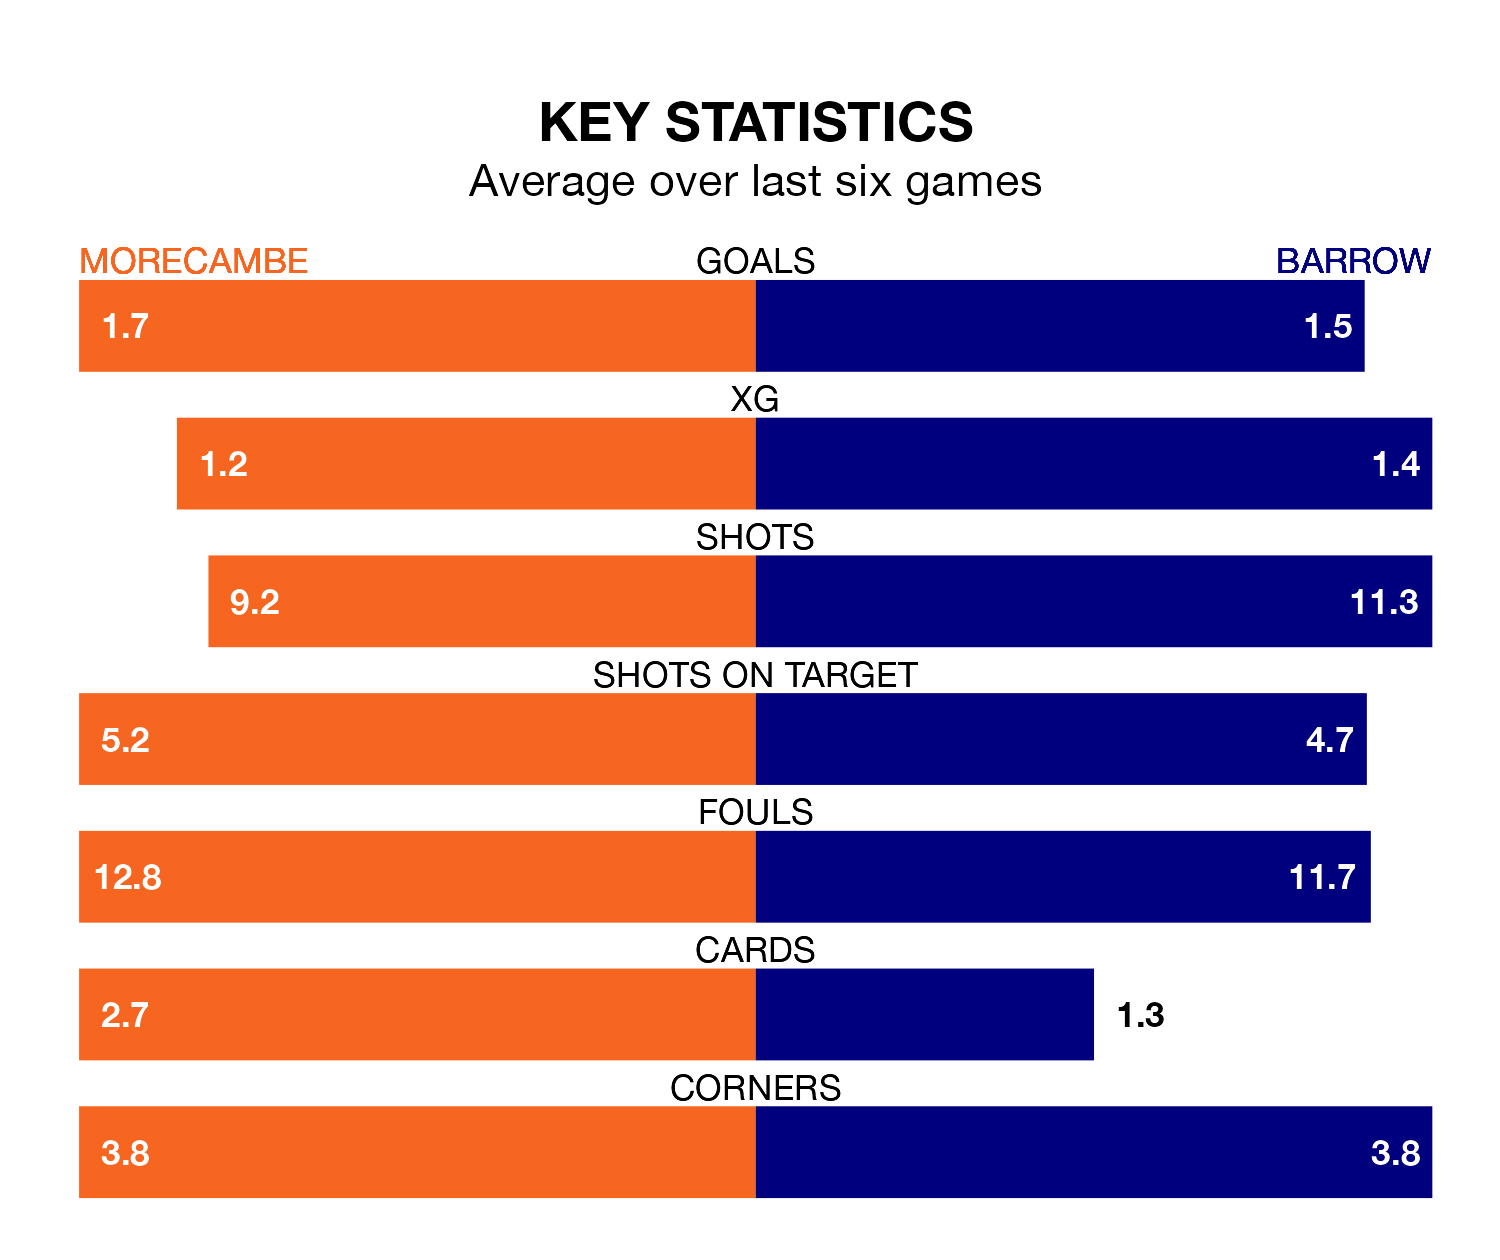 KEY STATISTICS
Average over last six games
MORECAMBE GOALS BARROW
1.7 1.5
XG
1.2 1.4
SHOTS
9.2 11.3
SHOTS ON TARGET
5.2 4.7
FOULS
12.8 11.7
CARDS
2.7 1.3
CORNERS
3.8 3.8